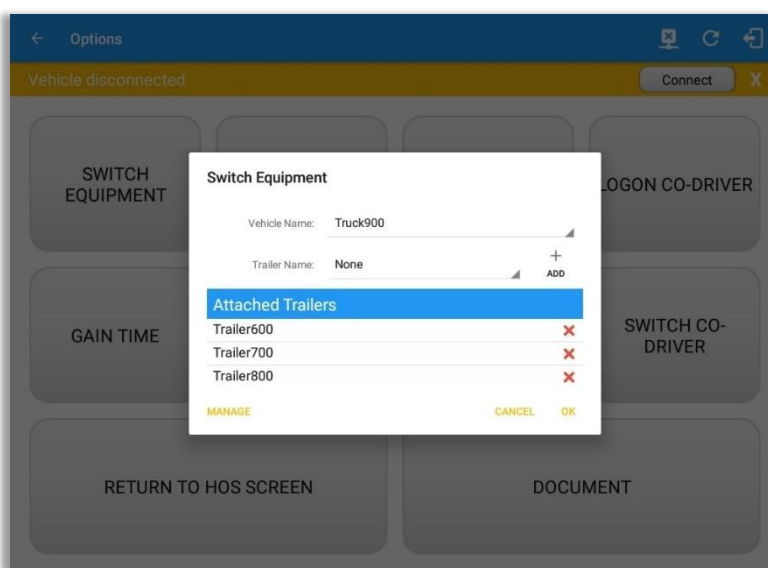 Options
Vehicle disconnected
Connect
X
SWITCH
EQUIPMENT
LOGON CO-DRIVER
Switch Equipment
Vehicle Name: Truck900
Trailer Name: None
ADD
Attached Trailers
Trailer600
Trailer700
Trailer800
MANAGE
CANCEL
OK
GAIN TIME
SWITCH CO-
DRIVER
RETURN TO HOS SCREEN
DOCUMENT